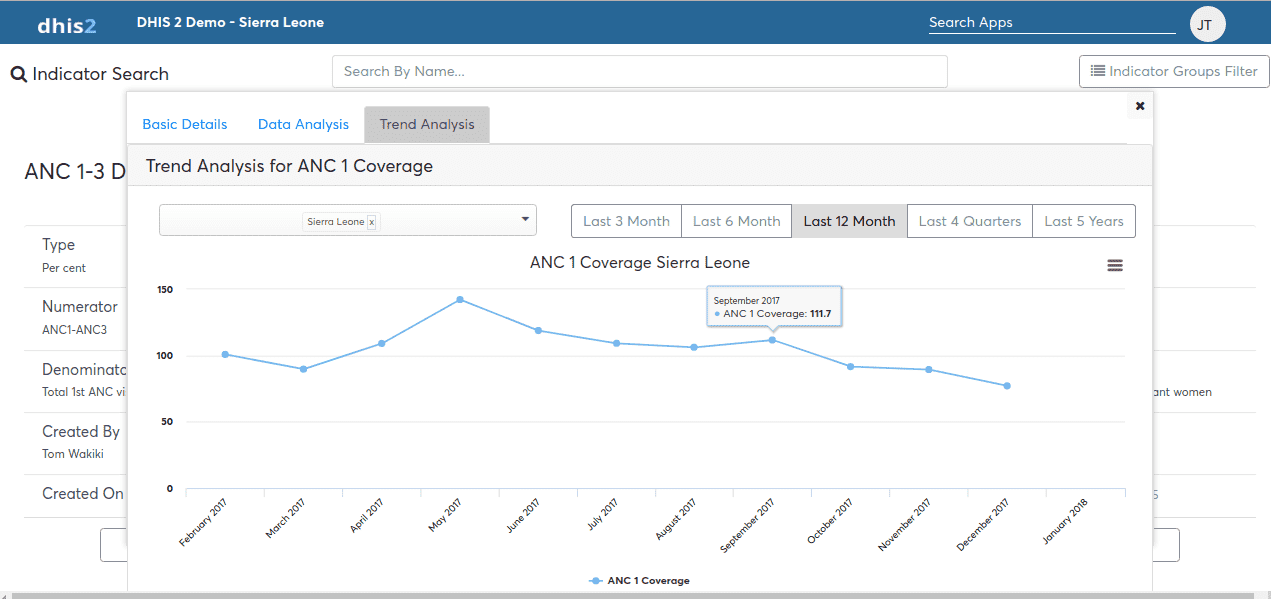 dhis2
DHIS 2 Demo - Sierra Leone
Search Apps
JT
Indicator Search
Search By Name...
Indicator Groups Filter
Basic Details
Data Analysis
Trend Analysis
Trend Analysis for ANC 1 Coverage
ANC 1-3 D
Type
Per cent
Numerator
ANC1-ANC3
Denominato
Total 1st ANC vi
ant women
Created By
Tom Wakiki
Created On
Sierra Leone x
Last 3 Month
Last 6 Month
Last 12 Month
Last 4 Quarters
Last 5 Years
ANC 1 Coverage Sierra Leone
September 2017
ANC 1 Coverage: 111.7
150
100
50
0
February 2017
March 2017
April 2017
May 2017
June 2017
July 2017
August 2017
September 2017
October 2017
November 2017
December 2017
January 2018
ANC 1 Coverage